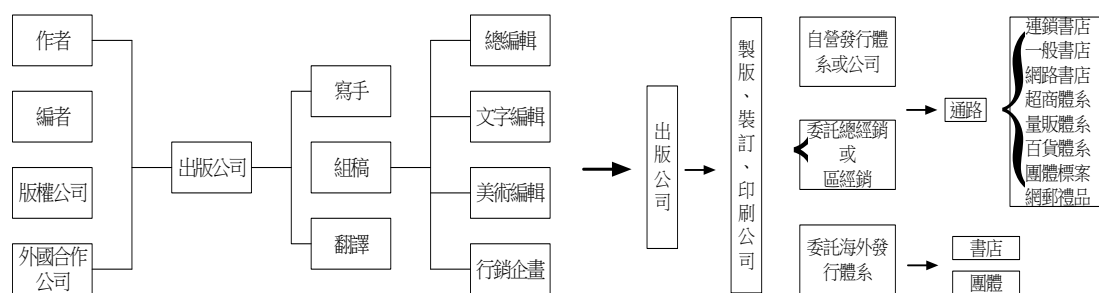 作者
編者
版權公司
外國合作
公司
出版公司
寫手
組稿
翻譯
總編輯
文字編輯
美術編輯
行銷企畫
出版公司
製版、裝訂、印刷公司
自營發行體
系或公司
委託總經銷
或
區經銷
委託海外發
行體系
通路
連鎖書店
一般書店
網路書店
超商體系
量販體系
百貨體系
團體標案
網郵禮品
書店
團體